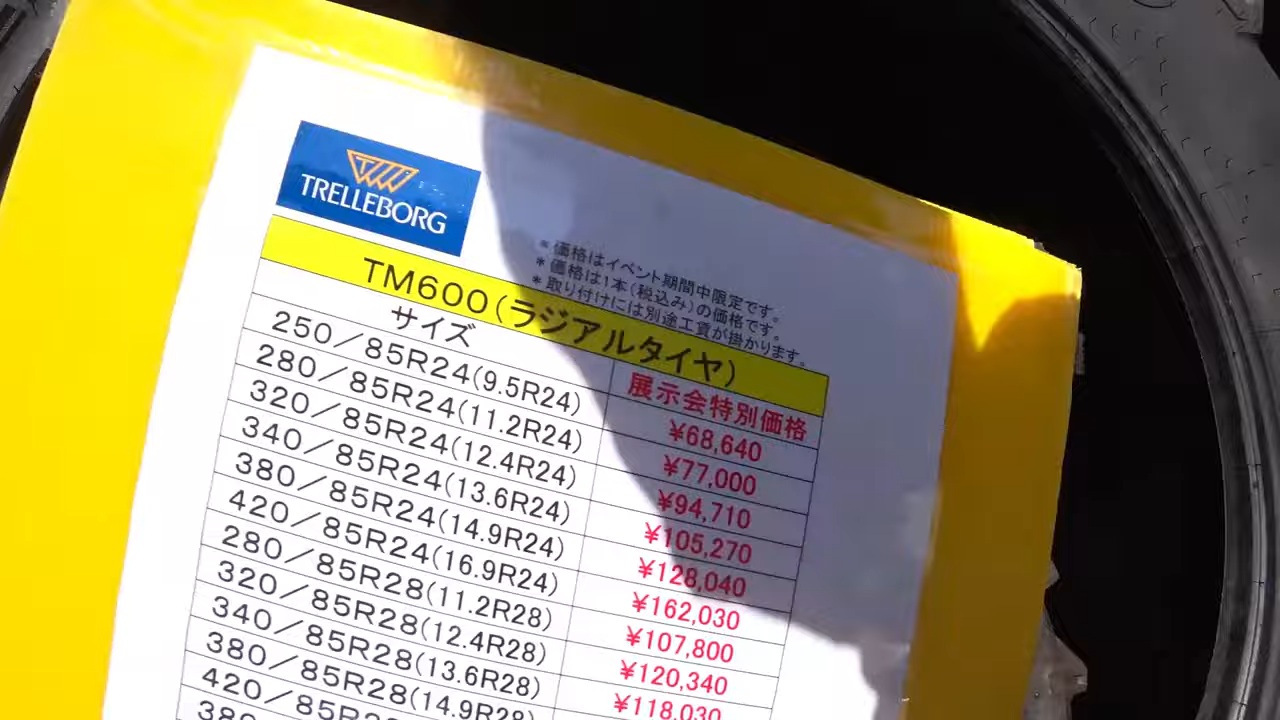 TRELLEBORG
*価格はイベント期間中限定です。
*価格は1本(税込み)の価格です。
*取り付けには別途工賃が掛かります。
TM600(ラジアルタイヤ)
サイズ 展示会特別価格
250/85R24(9.5R24) ¥68,640
280/85R24(11.2R24) ¥77,000
320/85R24(12.4R24) ¥94,710
340/85R24(13.6R24) ¥105,270
380/85R24(14.9R24) ¥128,040
420/85R24(16.9R24) ¥162,030
280/85R28(11.2R28) ¥107,800
320/85R28(12.4R28) ¥120,340
340/85R28(13.6R28) ¥118,030
380/85R28(14.9R28)
420/85R28